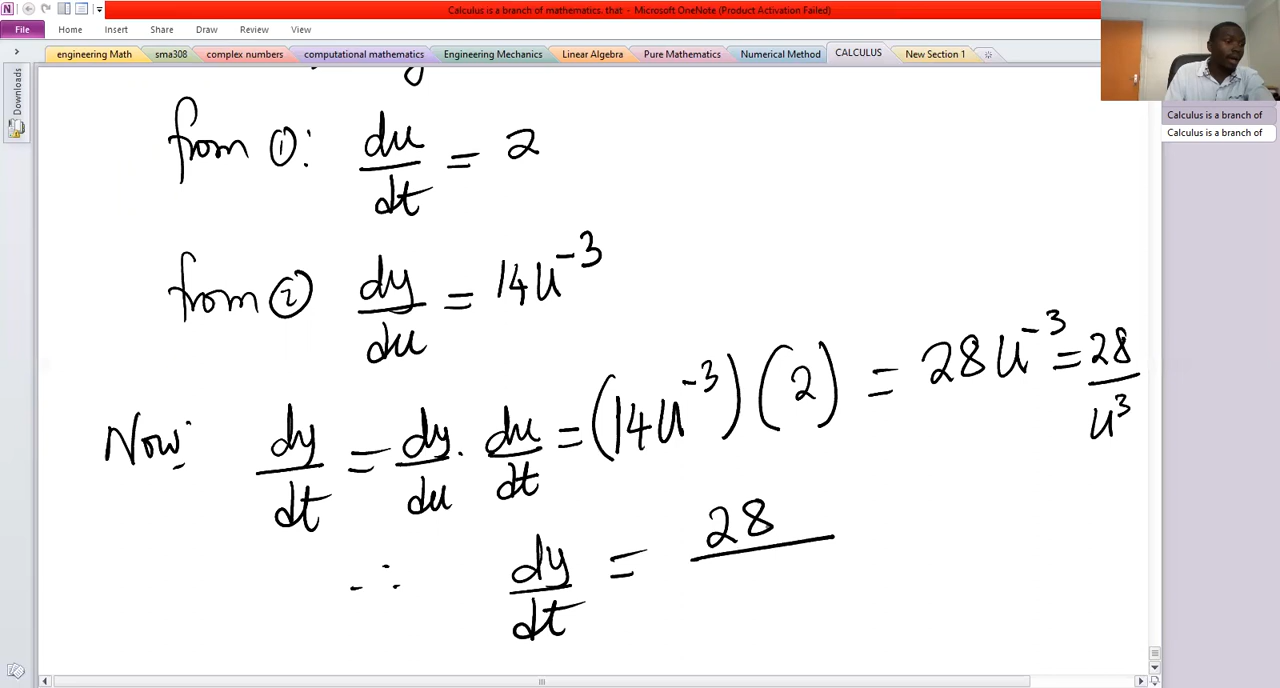 Calculus is a branch of mathematics. that - Microsoft OneNote (Product Activation Failed)
File Home Insert Share Draw Review View
engineering Math sma308 complex numbers computational mathematics Engineering Mechanics Linear Algebra Pure Mathematics Numerical Method CALCULUS New Section 1
Downloads
Calculus is a branch of
Calculus is a branch of
from ①: du/dt = 2
from ② dy/du = 14u⁻³
Now: dy/dt = dy/du · du/dt = (14u⁻³)(2) = 28u⁻³ = 28/u³
∴ dy/dt = 28/